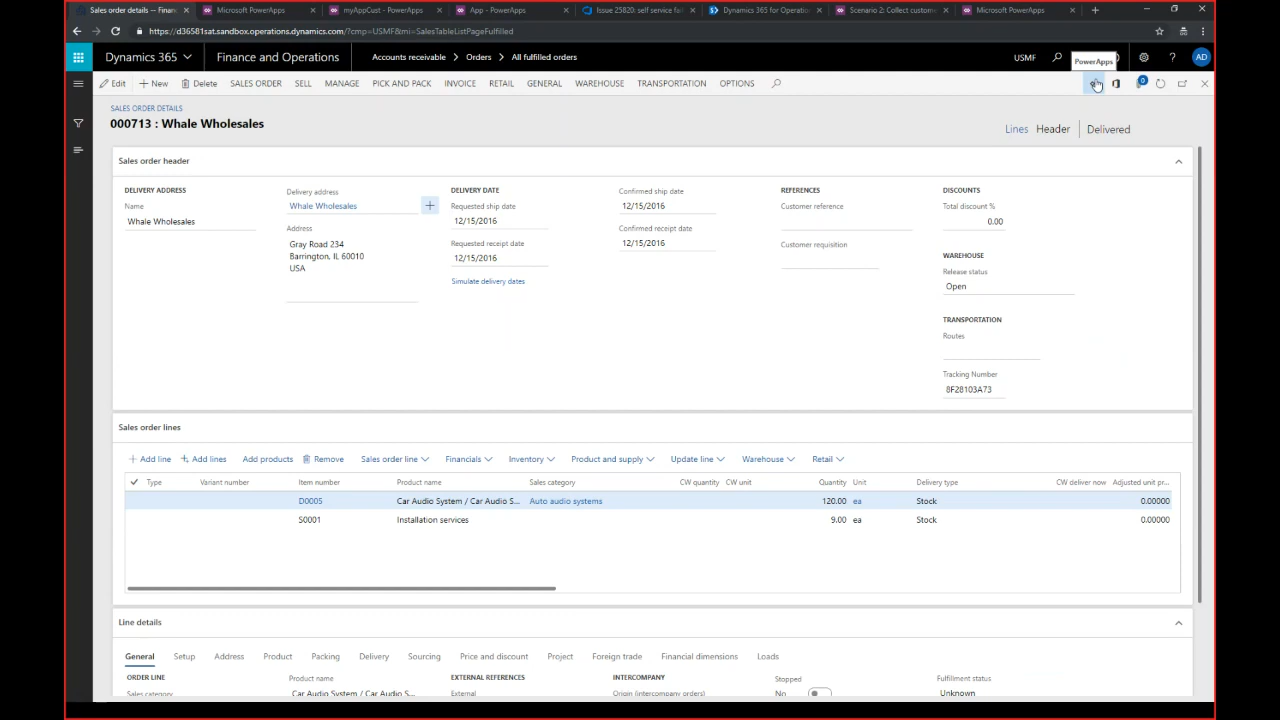 Sales order details — Finan
Microsoft PowerApps
myAppCust - PowerApps
App - PowerApps
Issue 25820: self service fai
Dynamics 365 for Operation
Scenario 2: Collect custome
Microsoft PowerApps
https://d36581sat.sandbox.operations.dynamics.com/?cmp=USMF&mi=SalesTableListPageFulfilled
Dynamics 365
Finance and Operations
Accounts receivable > Orders > All fulfilled orders
USMF
PowerApps
AD
Edit
New
Delete
SALES ORDER
SELL
MANAGE
PICK AND PACK
INVOICE
RETAIL
GENERAL
WAREHOUSE
TRANSPORTATION
OPTIONS
0
SALES ORDER DETAILS
000713 : Whale Wholesales
Lines
Header
Delivered
Sales order header
DELIVERY ADDRESS
Name
Whale Wholesales
Delivery address
Whale Wholesales
Address
Gray Road 234
Barrington, IL 60010
USA
DELIVERY DATE
Requested ship date
12/15/2016
Requested receipt date
12/15/2016
Simulate delivery dates
Confirmed ship date
12/15/2016
Confirmed receipt date
12/15/2016
REFERENCES
Customer reference
Customer requisition
DISCOUNTS
Total discount %
0.00
WAREHOUSE
Release status
Open
TRANSPORTATION
Routes
Tracking Number
8F28103A73
Sales order lines
Add line
Add lines
Add products
Remove
Sales order line
Financials
Inventory
Product and supply
Update line
Warehouse
Retail
Type Variant number Item number Product name Sales category CW quantity CW unit Quantity Unit Delivery type CW deliver now Adjusted unit pr...
D0005 Car Audio System / Car Audio S... Auto audio systems 120.00 ea Stock 0.00000
S0001 Installation services 9.00 ea Stock 0.00000
Line details
General
Setup
Address
Product
Packing
Delivery
Sourcing
Price and discount
Project
Foreign trade
Financial dimensions
Loads
ORDER LINE
Sales category
Product name
Car Audio System / Car Audio S...
EXTERNAL REFERENCES
External
INTERCOMPANY
Origin (intercompany orders)
Stopped
No
Fulfillment status
Unknown